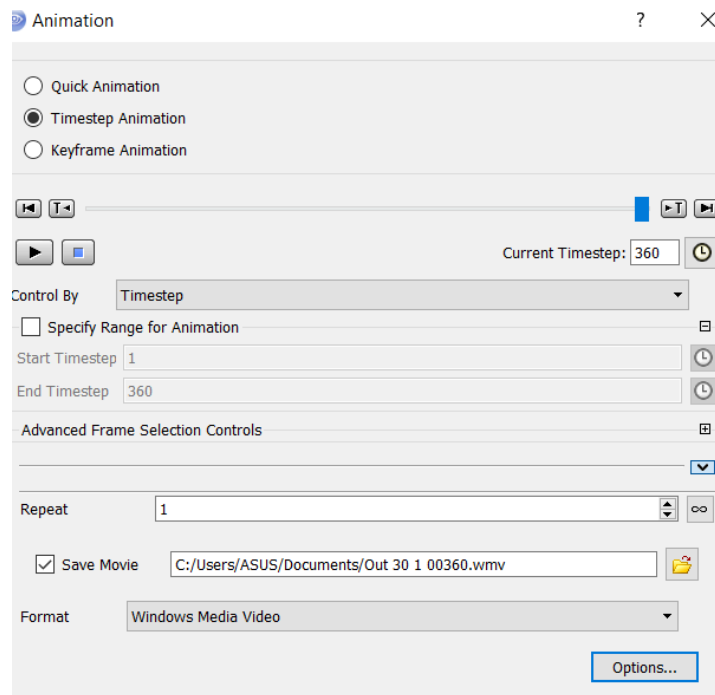 Animation ?
Quick Animation
Timestep Animation
Keyframe Animation
T T
Current Timestep: 360
Control By Timestep
Specify Range for Animation
Start Timestep 1
End Timestep 360
Advanced Frame Selection Controls
Repeat 1 ∞
Save Movie C:/Users/ASUS/Documents/Out 30 1 00360.wmv
Format Windows Media Video
Options...